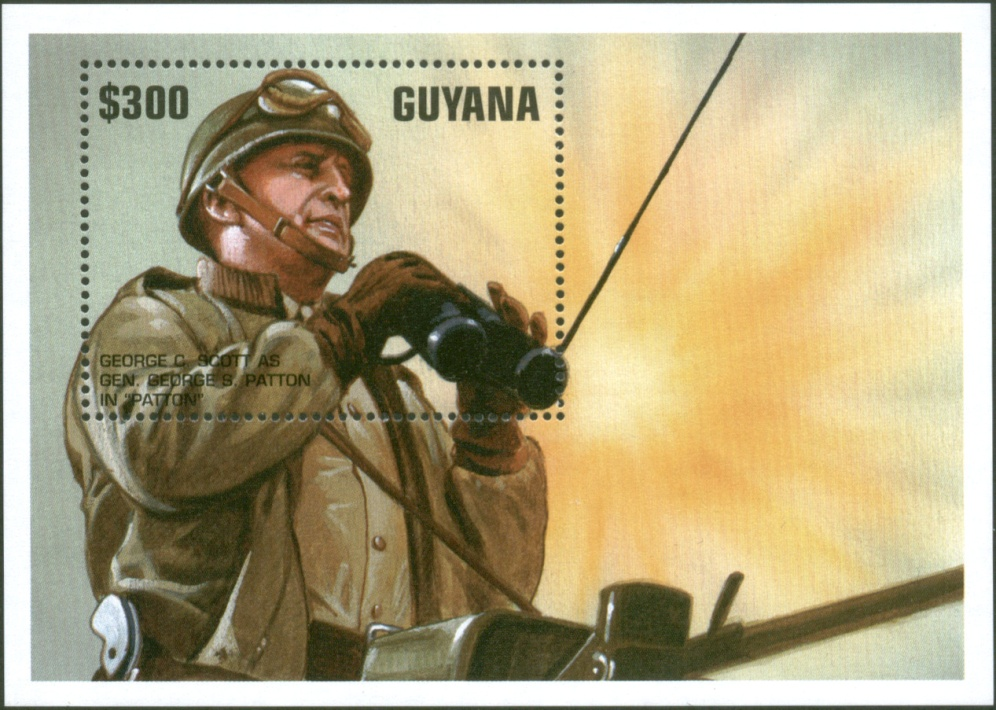 $300 GUYANA
GEORGE C. SCOTT AS
GEN. GEORGE S. PATTON
IN "PATTON"